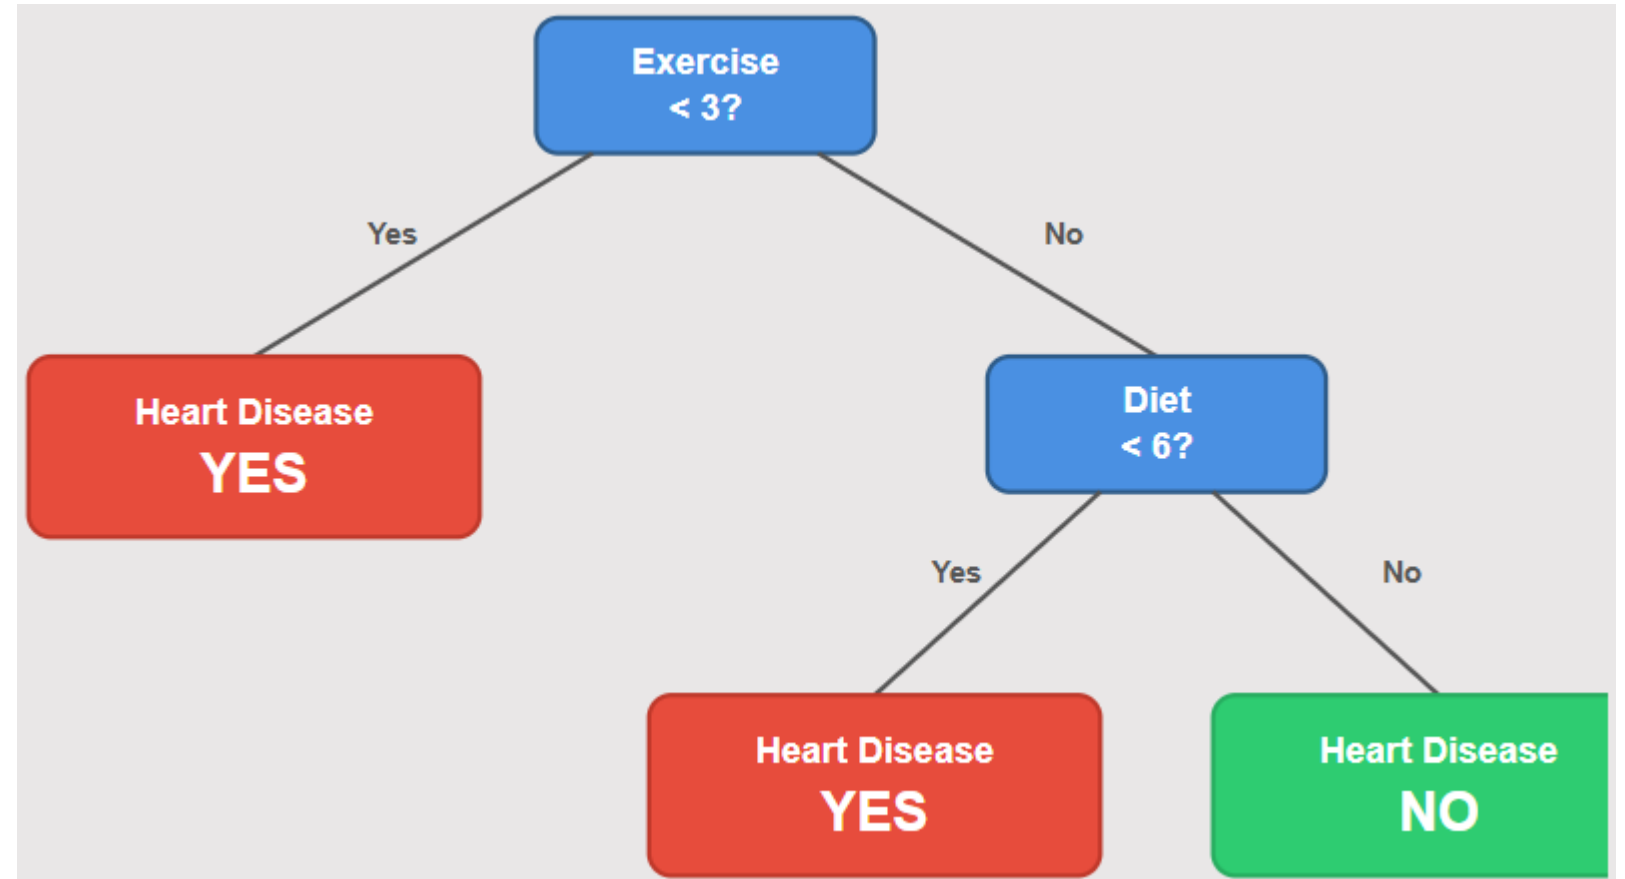 Exercise
< 3?
Yes
No
Heart Disease
YES
Diet
< 6?
Yes
No
Heart Disease
YES
Heart Disease
NO